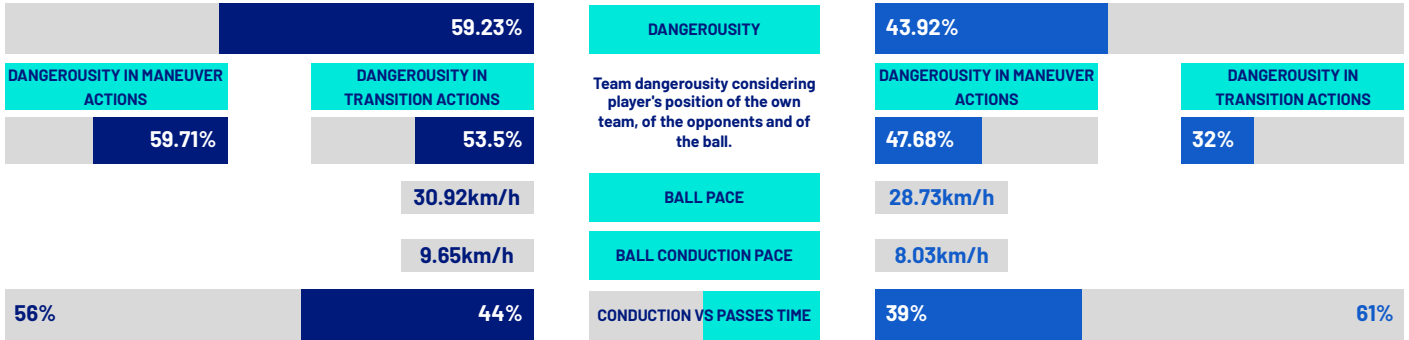 59.23%
DANGEROUSITY
43.92%
DANGEROUSITY IN MANEUVER
ACTIONS
DANGEROUSITY IN
TRANSITION ACTIONS
Team dangerousity considering
player's position of the own
team, of the opponents and of
the ball.
DANGEROUSITY IN MANEUVER
ACTIONS
DANGEROUSITY IN
TRANSITION ACTIONS
59.71%
53.5%
47.68%
32%
30.92km/h
BALL PACE
28.73km/h
9.65km/h
BALL CONDUCTION PACE
8.03km/h
56%
44%
CONDUCTION VS PASSES TIME
39%
61%